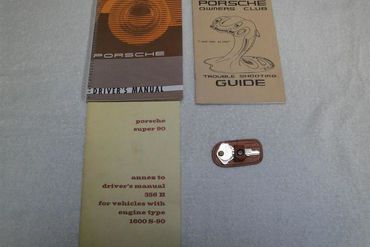 PORSCHE
DRIVER'S MANUAL
PORSCHE
OWNERS CLUB
TROUBLE SHOOTING
GUIDE
porsche
super 90
annex to
driver's manual
356 B
for vehicles with
engine type
1600 S-90